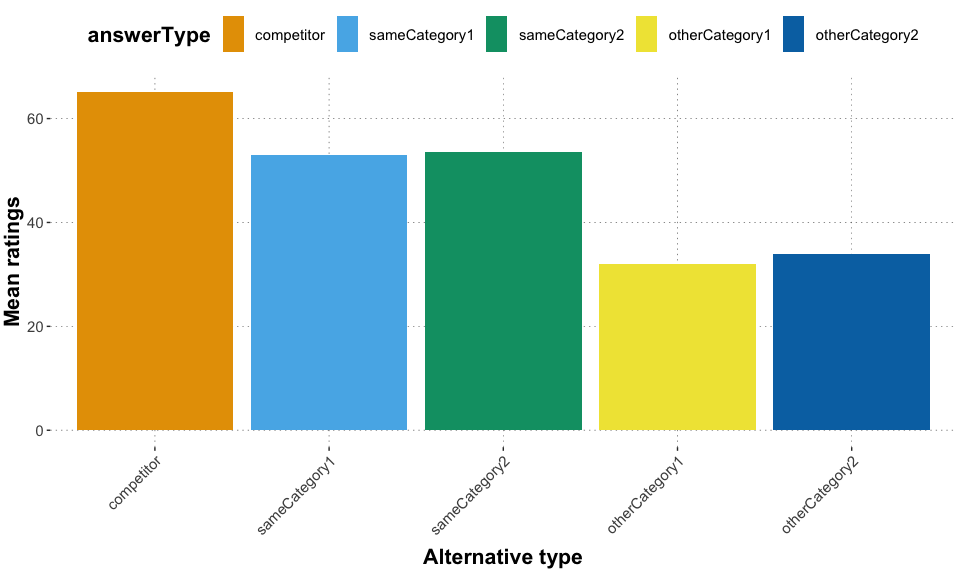 answerType competitor sameCategory1 sameCategory2 otherCategory1 otherCategory2
Mean ratings
60
40
20
0
competitor
sameCategory1
sameCategory2
otherCategory1
otherCategory2
Alternative type